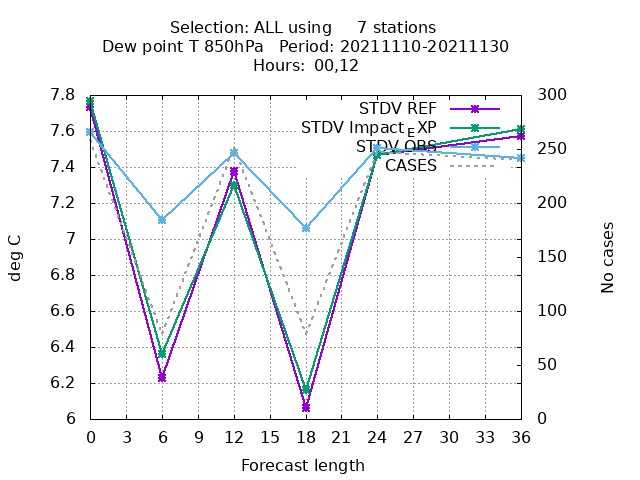 Selection: ALL using 7 stations
Dew point T 850hPa Period: 20211110-20211130
Hours: 00,12
7.8
7.6
7.4
7.2
7
6.8
6.6
6.4
6.2
6
300
250
200
150
100
50
0
STDV REF
STDV Impact_EXP
STDV OBS
CASES
deg C
No cases
0 3 6 9 12 15 18 21 24 27 30 33 36
Forecast length